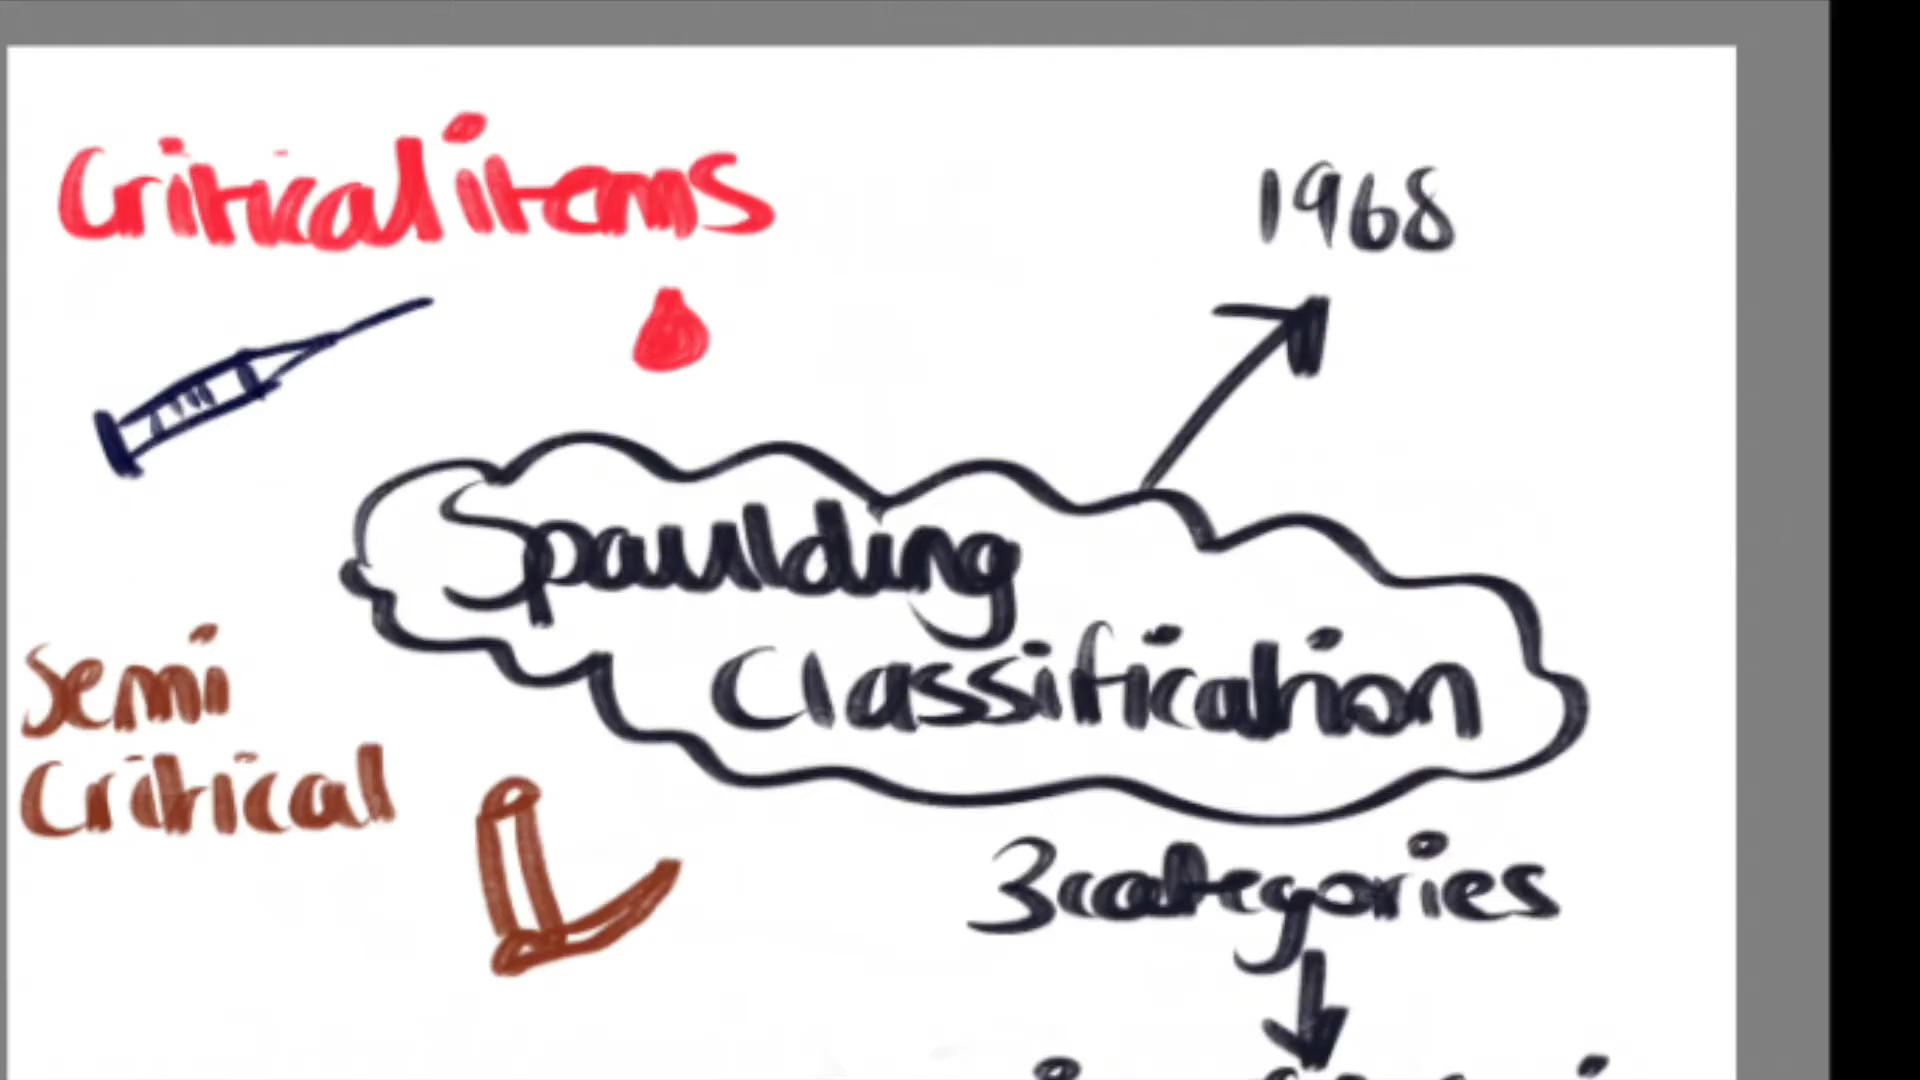 Critical items
1968
Spaulding
Classification
Semi
Critical
3 categories